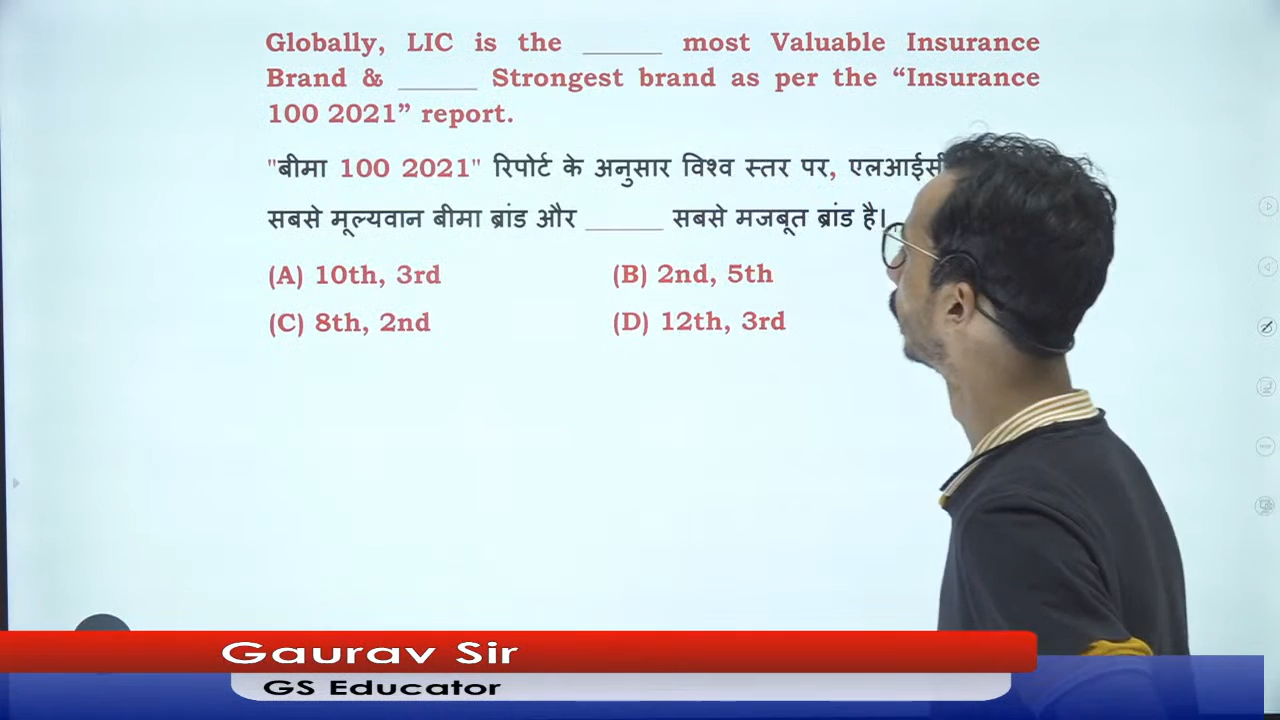 Globally, LIC is the ______ most Valuable Insurance
Brand & ______ Strongest brand as per the “Insurance
100 2021” report.
"बीमा 100 2021" रिपोर्ट के अनुसार विश्व स्तर पर, एलआईसी
सबसे मूल्यवान बीमा ब्रांड और ______ सबसे मजबूत ब्रांड है।
(A) 10th, 3rd (B) 2nd, 5th
(C) 8th, 2nd (D) 12th, 3rd
Gaurav Sir
GS Educator